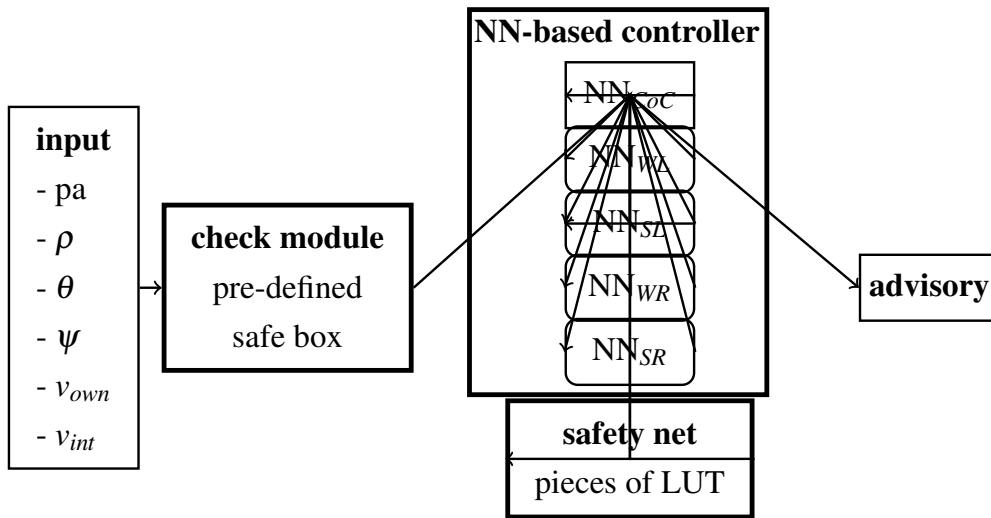 input
- pa
- ρ
- θ
- ψ
- v_own
- v_int
check module
pre-defined
safe box
NN-based controller
NN_CoC
NN_WL
NN_SL
NN_WR
NN_SR
safety net
pieces of LUT
advisory